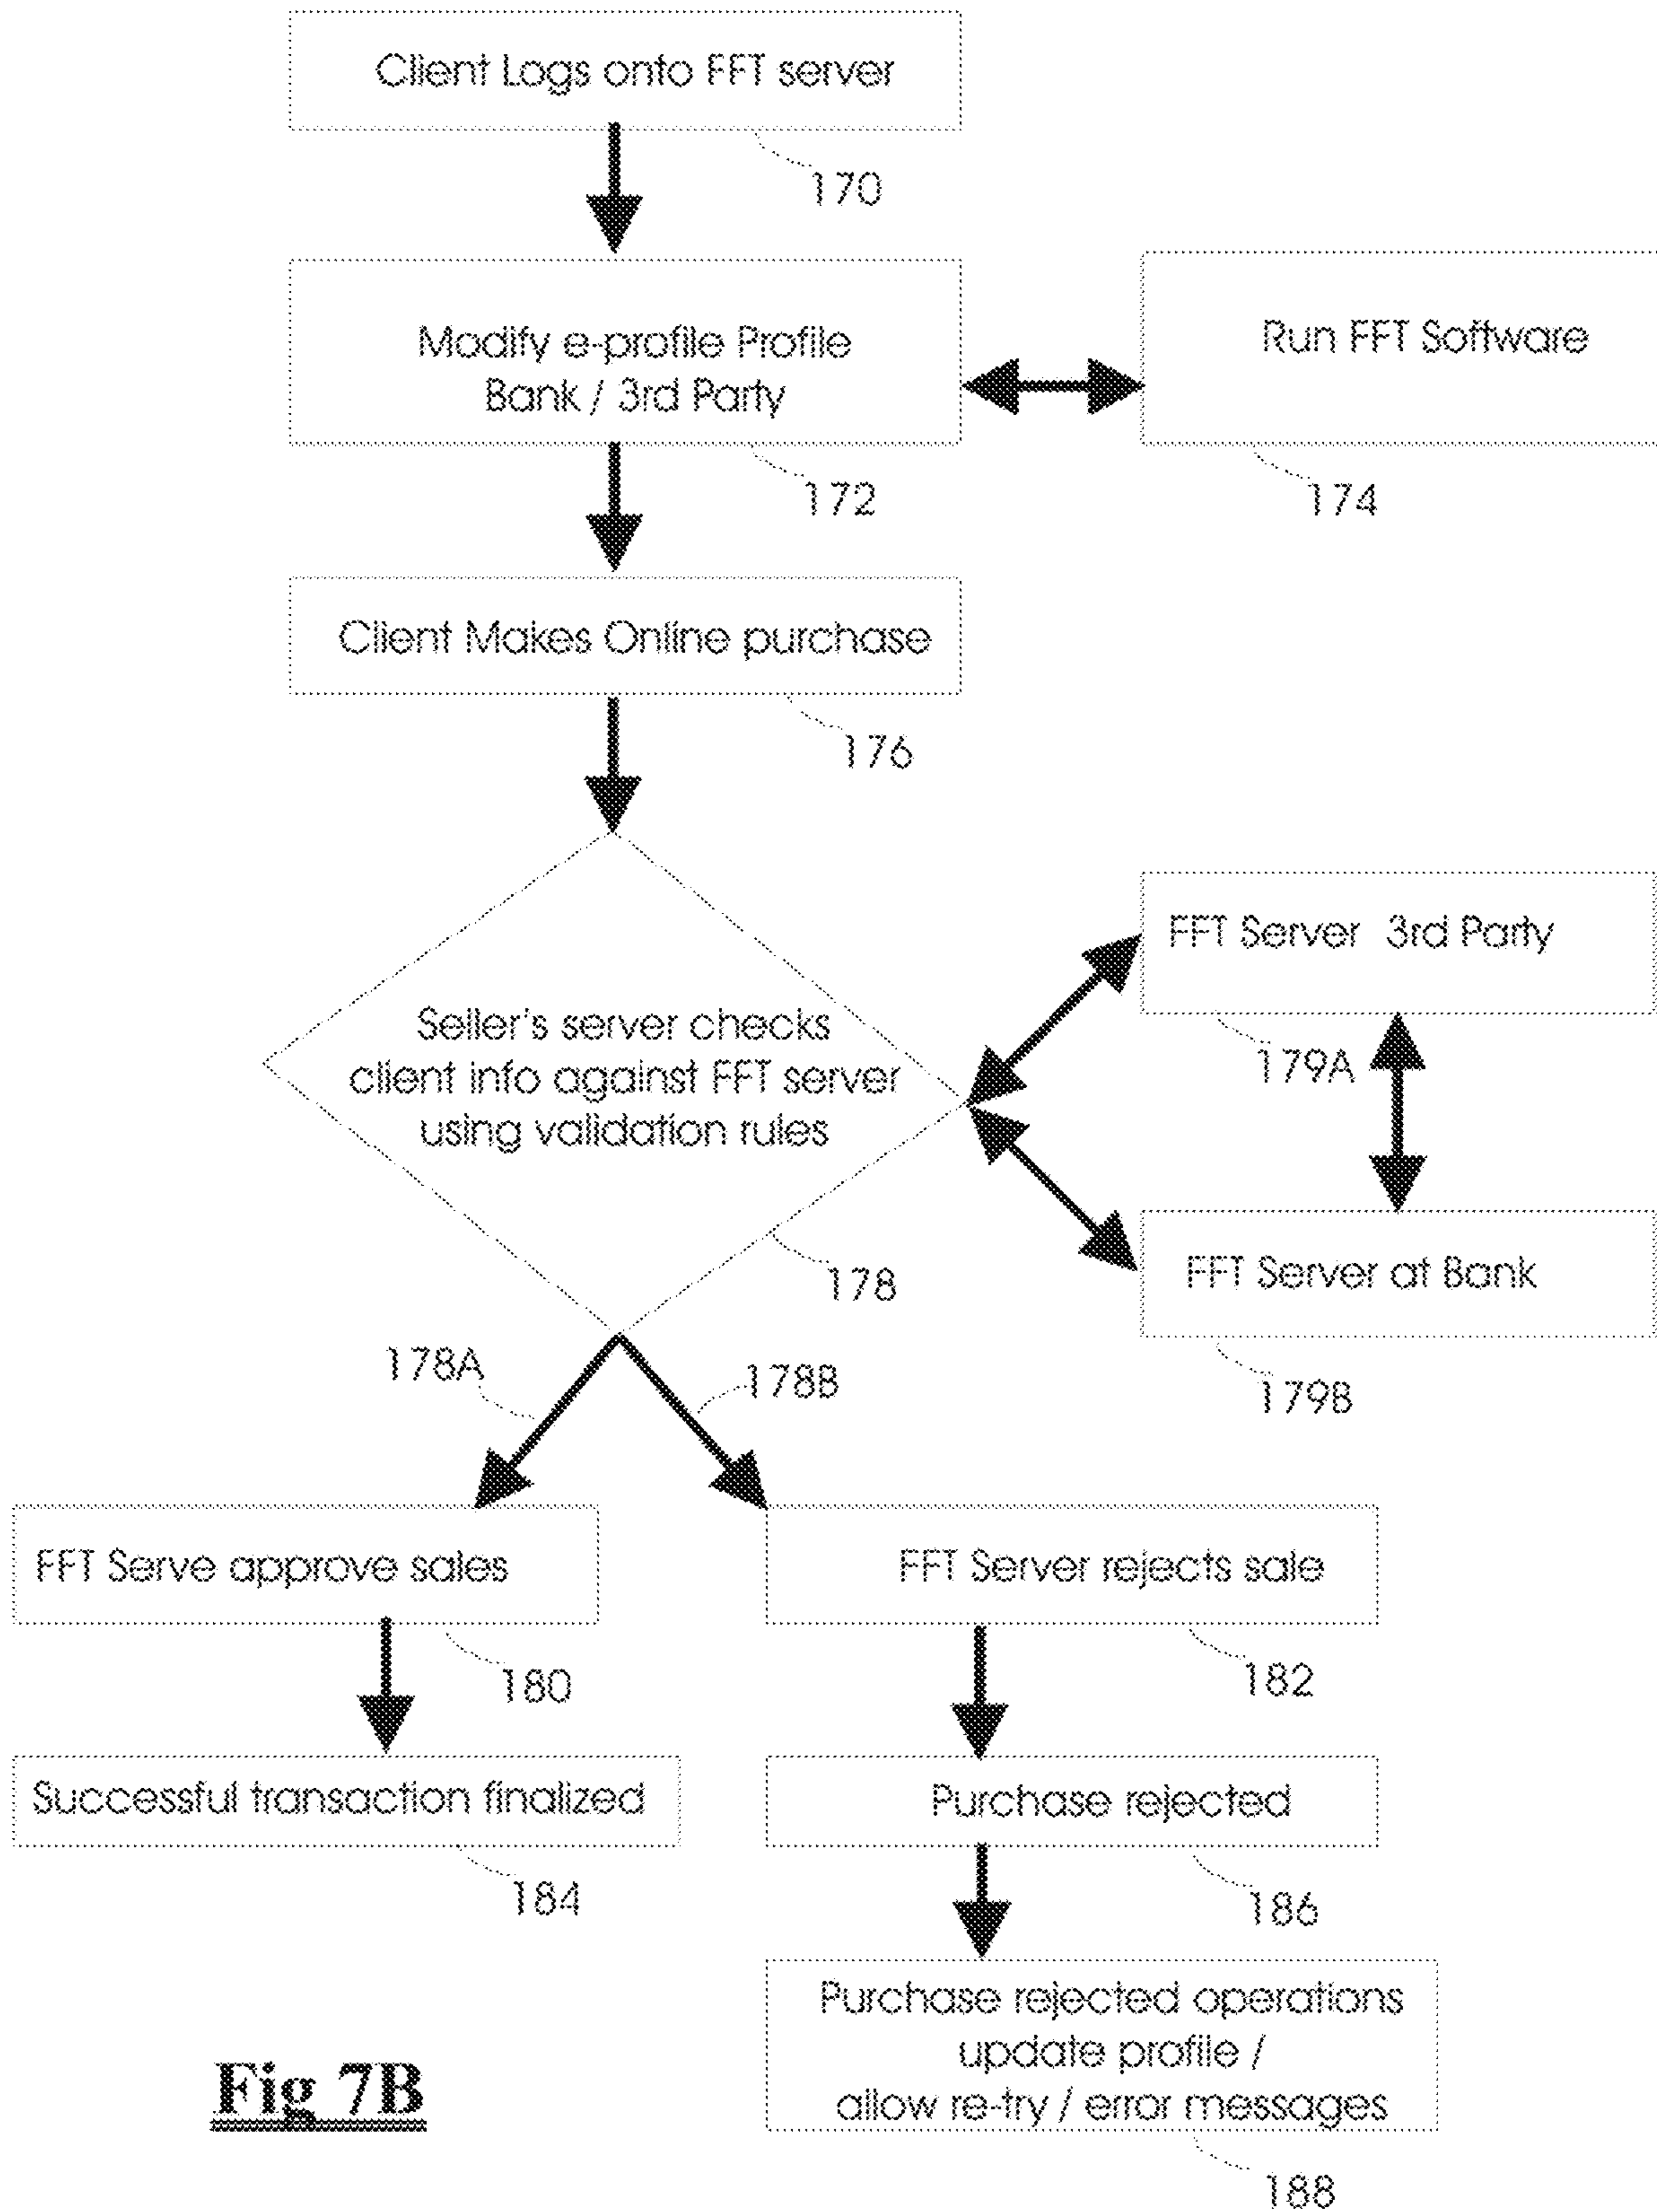 Client Logs onto FFT server
170
Modify e-profile Profile
Bank / 3rd Party
172
Run FFT Software
174
Client Makes Online purchase
176
Seller's server checks
client info against FFT server
using validation rules
178
FFT Server 3rd Party
179A
FFT Server at Bank
179B
178A
178B
FFT Serve approve sales
180
FFT Server rejects sale
182
Successful transaction finalized
184
Purchase rejected
186
Purchase rejected operations
update profile /
allow re-try / error messages
188
Fig 7B